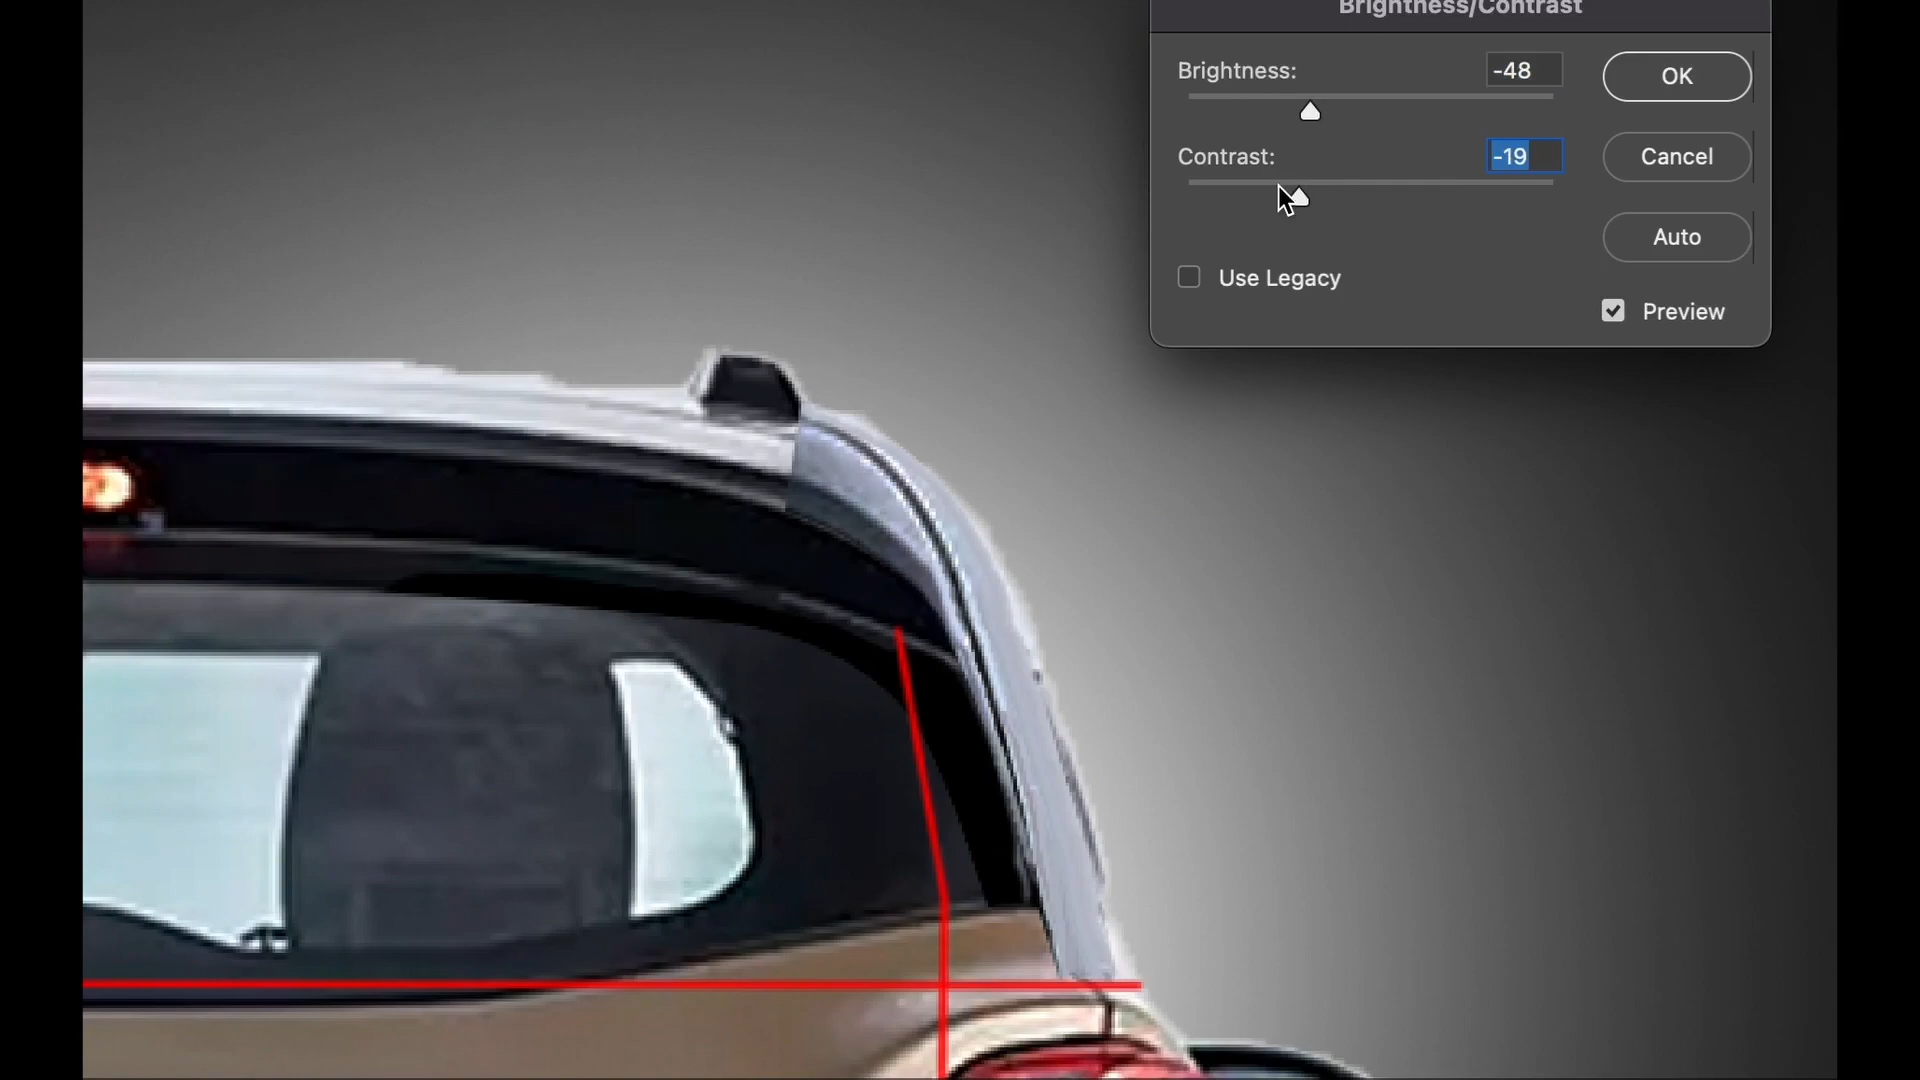 Brightness/Contrast
Brightness:
-48
OK
Contrast:
-19
Cancel
Auto
Use Legacy
Preview